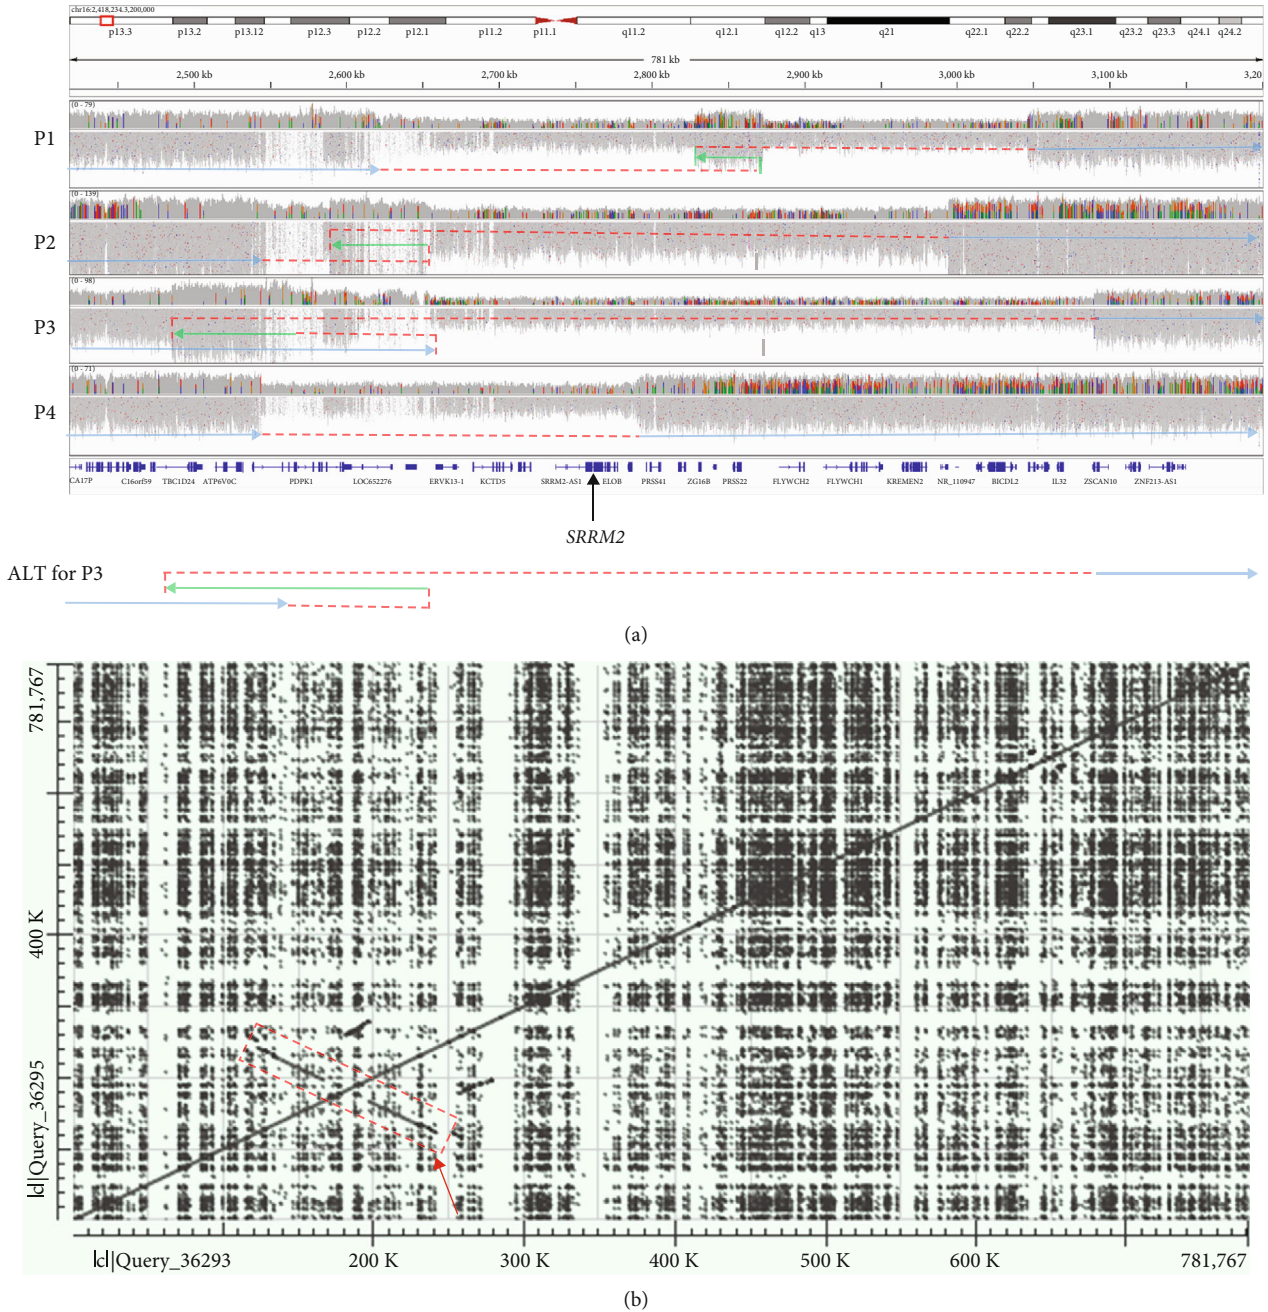 chr16:2,418,234.3,200,000
p13.3 p13.2 p13.12 p12.3 p12.2 p12.1 p11.2 p11.1 q11.2 q12.1 q12.2 q13 q21 q22.1 q22.2 q23.1 q23.2 q23.3 q24.1 q24.2
781 kb
2,500 kb 2,600 kb 2,700 kb 2,800 kb 2,900 kb 3,000 kb 3,100 kb 3,20
(0 - 79)
P1
(0 - 139)
P2
(0 - 98)
P3
(0 - 71)
P4
CA17P C16orf59 TBC1D24 ATP6V0C PDPK1 LOC652276 ERVK13-1 KCTD5 SRRM2-AS1 ELOB PRSS41 ZG16B PRSS22 FLYWCH2 FLYWCH1 KREMEN2 NR_110947 BICDL2 IL32 ZSCAN10 ZNF213-AS1
SRRM2
ALT for P3
(a)
781,767
400 K
lcl|Query_36295
lcl|Query_36293 200 K 300 K 400 K 500 K 600 K 781,767
(b)